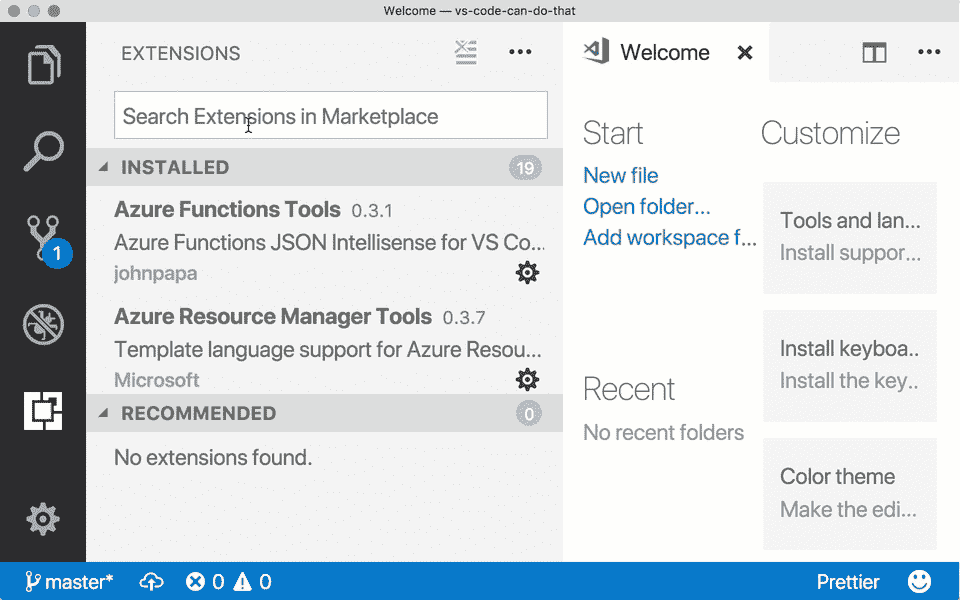 Welcome — vs-code-can-do-that
EXTENSIONS
Search Extensions in Marketplace
INSTALLED 19
Azure Functions Tools 0.3.1
Azure Functions JSON Intellisense for VS Co...
johnpapa
Azure Resource Manager Tools 0.3.7
Template language support for Azure Resou...
Microsoft
RECOMMENDED 0
No extensions found.
1
Welcome
Start
New file
Open folder...
Add workspace f...
Recent
No recent folders
Customize
Tools and lan...
Install suppor...
Install keyboa..
Install the key..
Color theme
Make the edi...
master* 0 0 Prettier